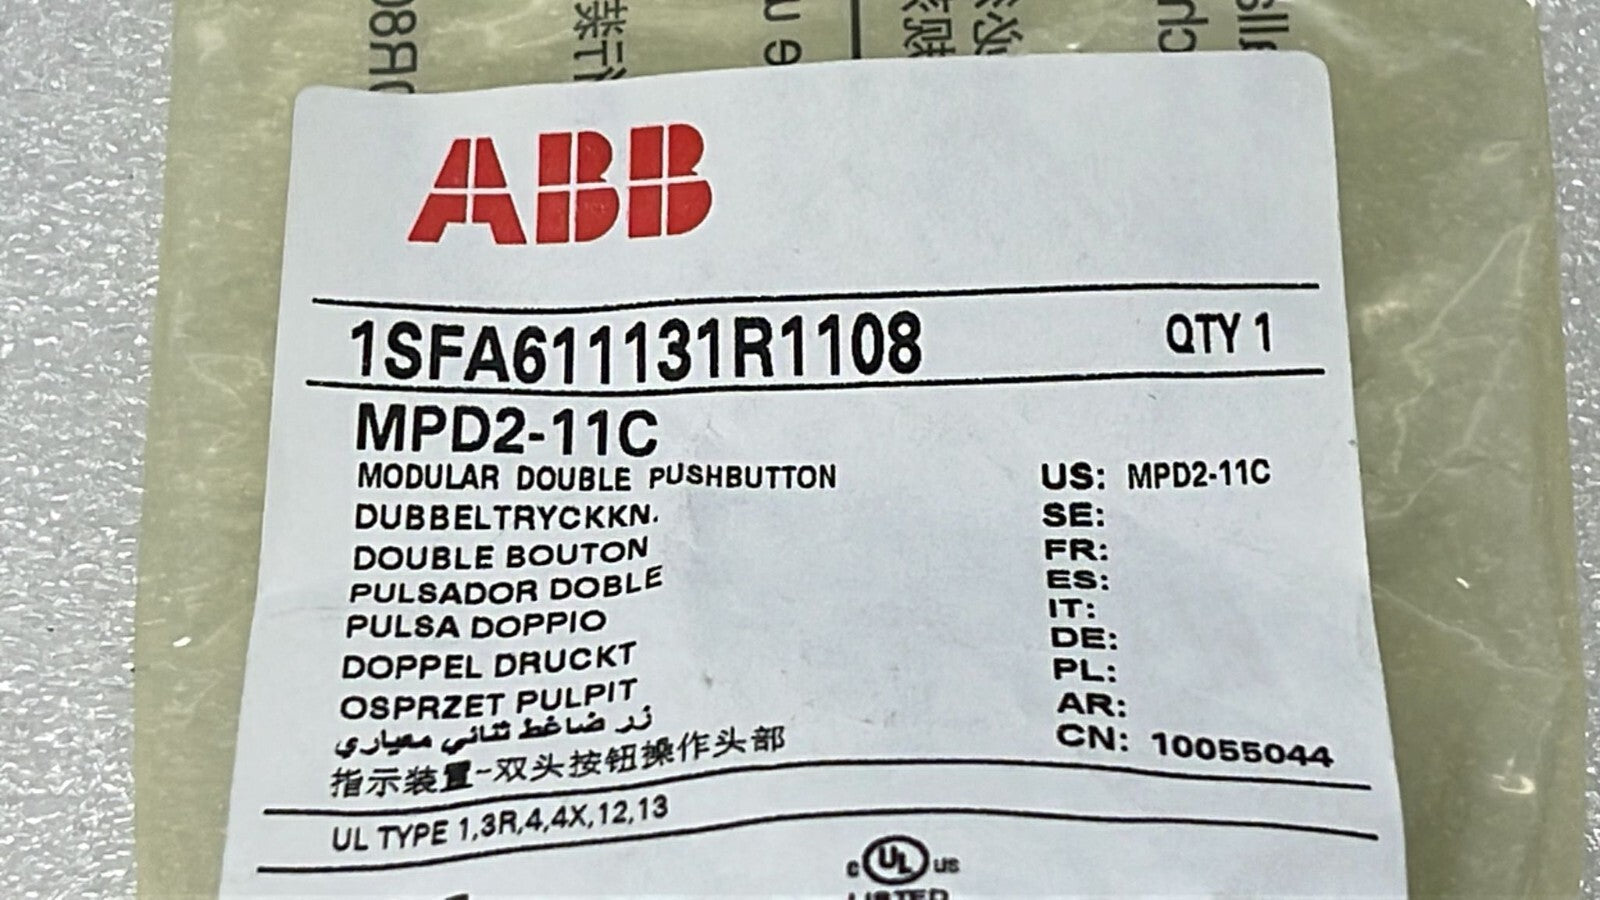 ABB
1SFA611131R1108 QTY 1
MPD2-11C
MODULAR DOUBLE PUSHBUTTON US: MPD2-11C
DUBBELTRYCKKN. SE:
DOUBLE BOUTON FR:
PULSADOR DOBLE ES:
PULSA DOPPIO IT:
DOPPEL DRUCKT DE:
OSPRZET PULPIT PL:
زر ضاغط ثنائي معياري AR:
指示装置-双头按钮操作头部 CN: 10055044
UL TYPE 1,3R,4,4X,12,13
c UL us
LISTED